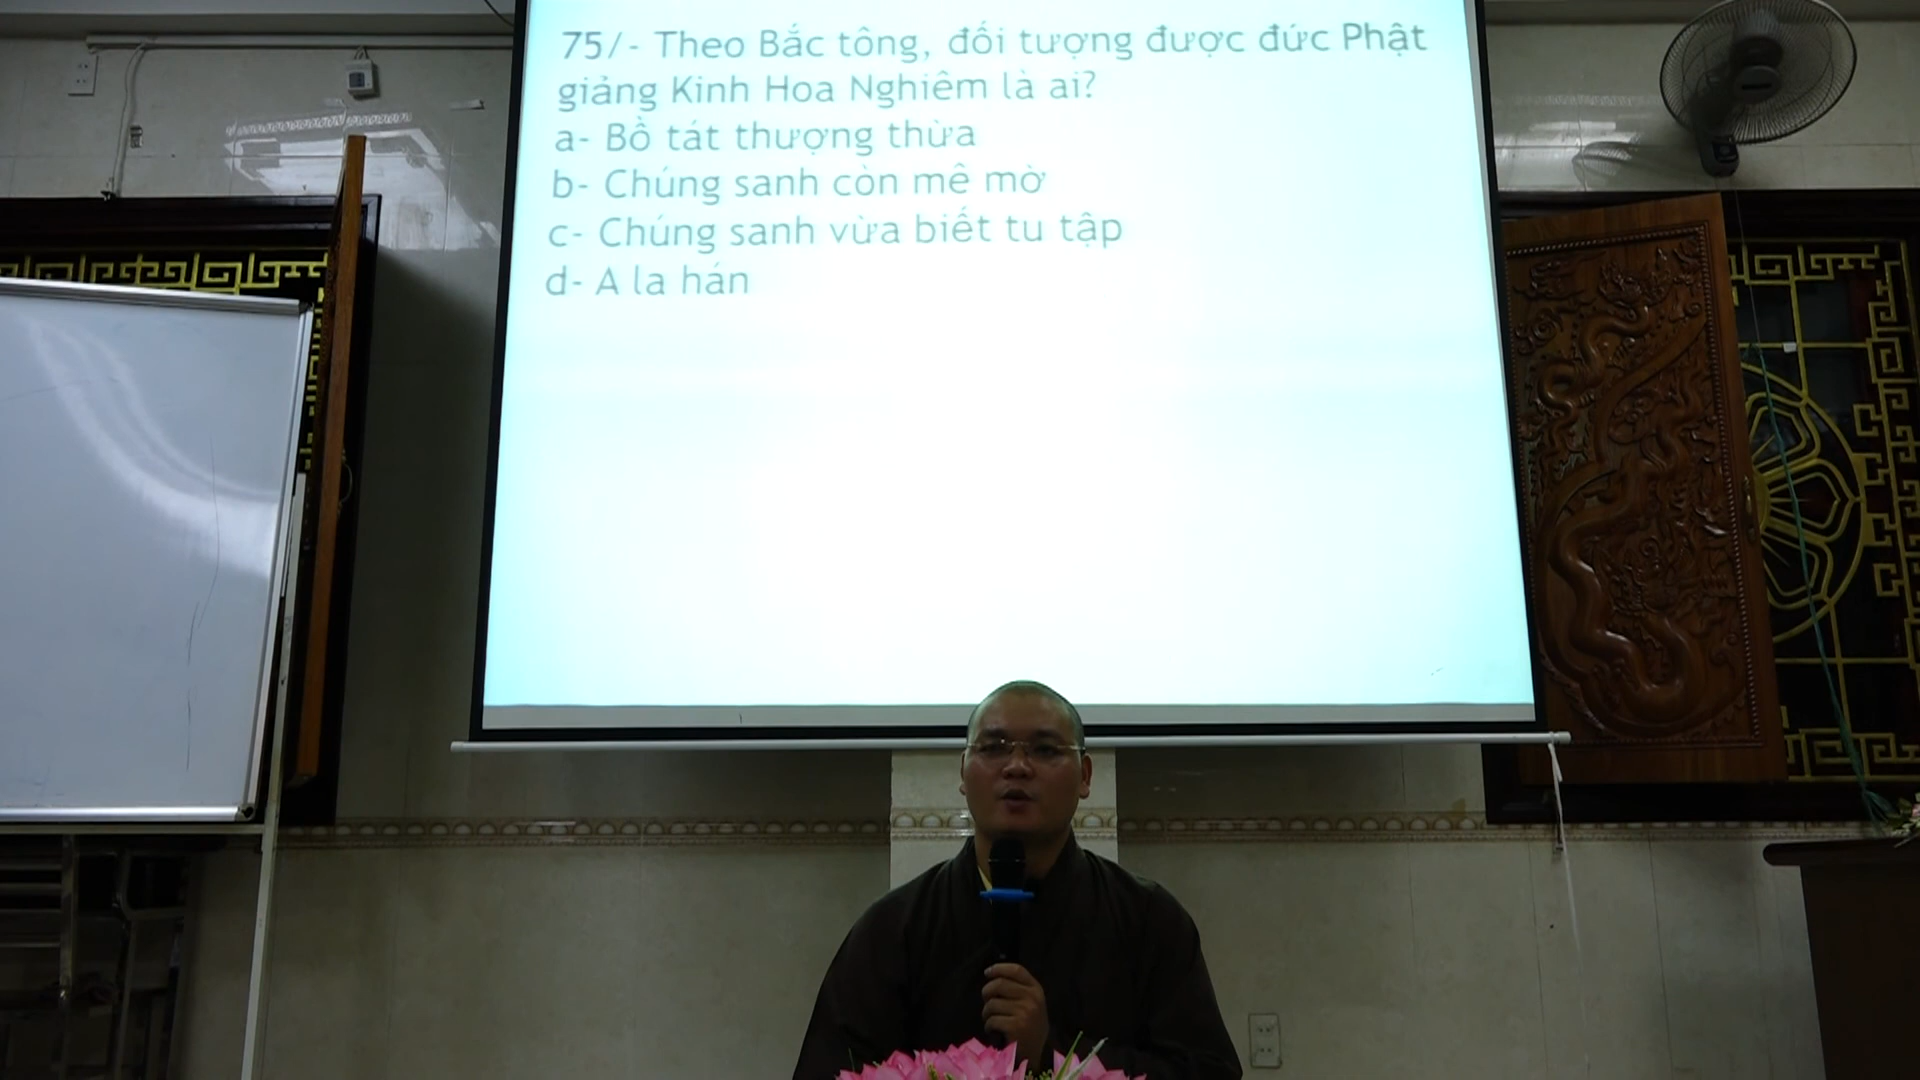 75/- Theo Bắc tông, đối tượng được đức Phật
giảng Kinh Hoa Nghiêm là ai?
a- Bồ tát thượng thừa
b- Chúng sanh còn mê mờ
c- Chúng sanh vừa biết tu tập
d- A la hán